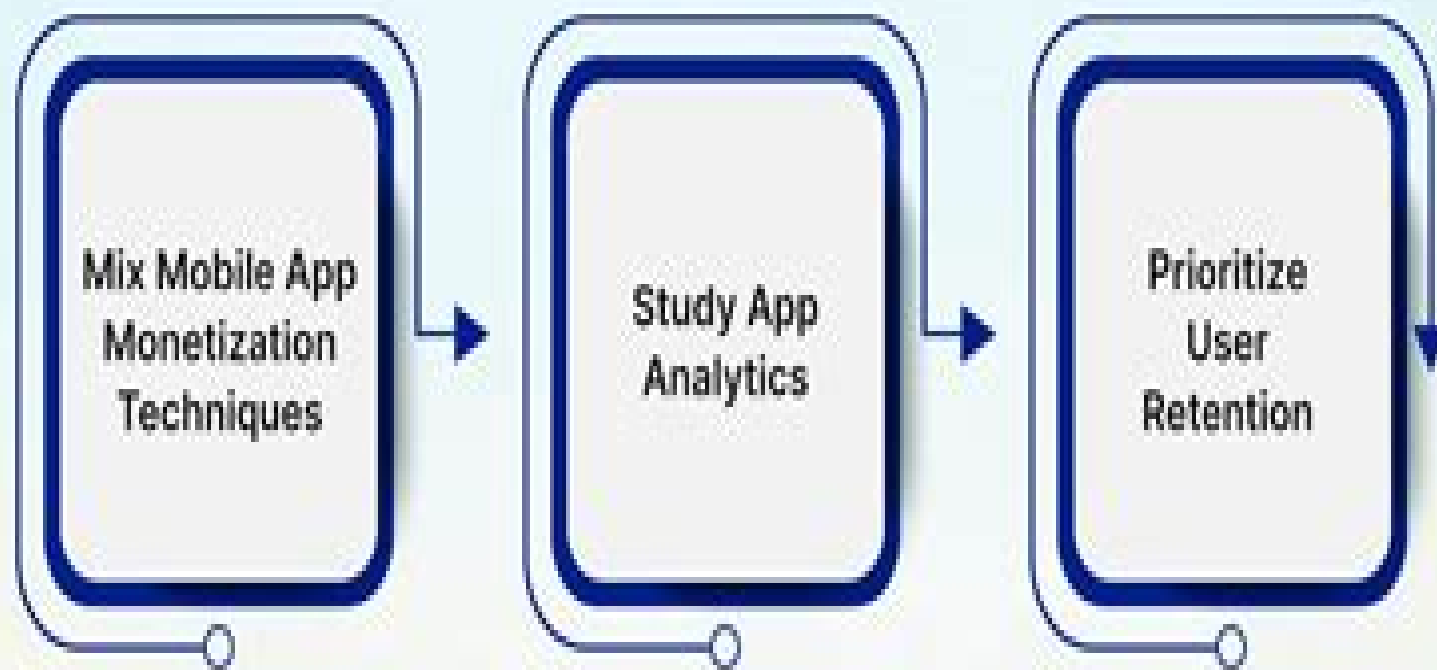 Mix Mobile App
Monetization
Techniques
Study App
Analytics
Prioritize
User
Retention